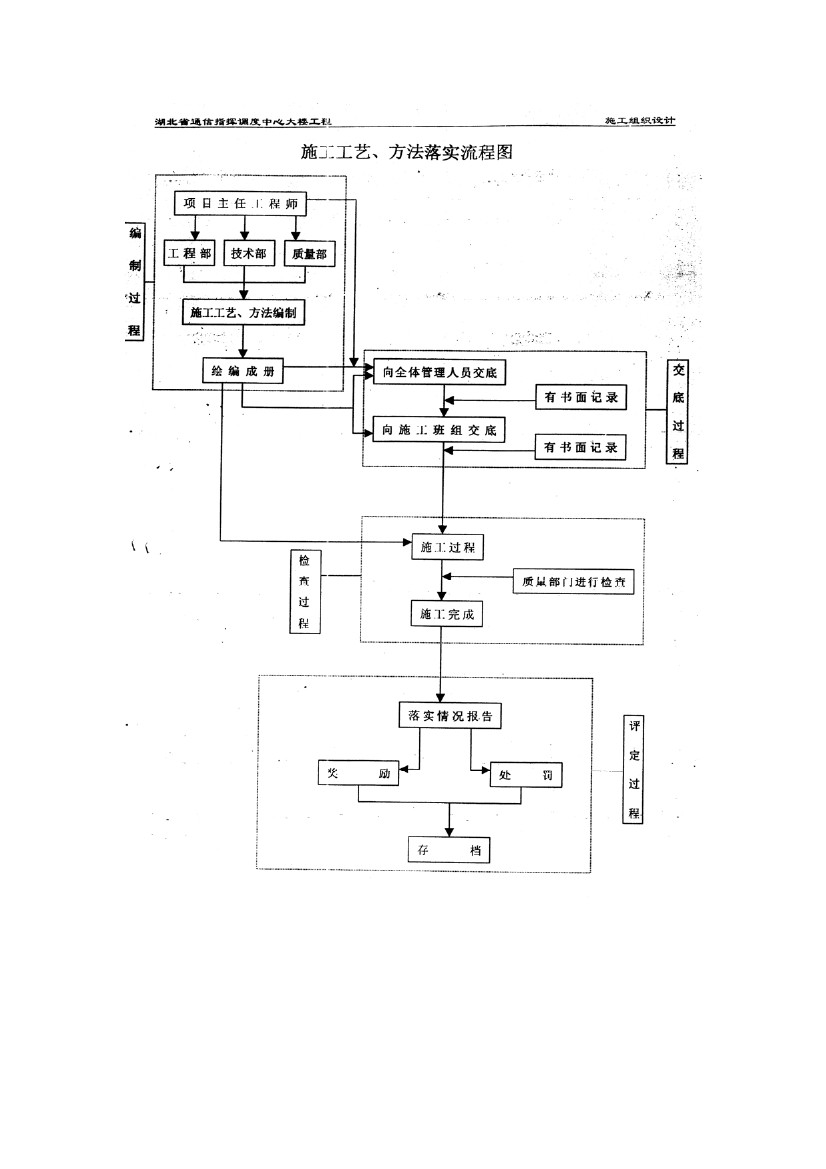 湖北省通信指挥调度中心大楼工程
施工组织设计
施工工艺、方法落实流程图
项目主任工程师
编制过程
工程部
技术部
质量部
施工工艺、方法编制
绘编成册
向全体管理人员交底
有书面记录
向施工班组交底
有书面记录
交底过程
施工过程
检查过程
质量部门进行检查
施工完成
落实情况报告
奖励
处罚
评定过程
存档